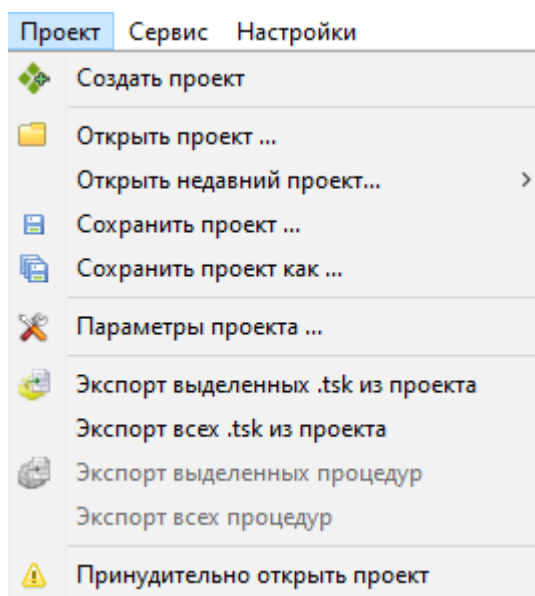 Проект Сервис Настройки
Создать проект
Открыть проект ...
Открыть недавний проект...
Сохранить проект ...
Сохранить проект как ...
Параметры проекта ...
Экспорт выделенных .tsk из проекта
Экспорт всех .tsk из проекта
Экспорт выделенных процедур
Экспорт всех процедур
Принудительно открыть проект